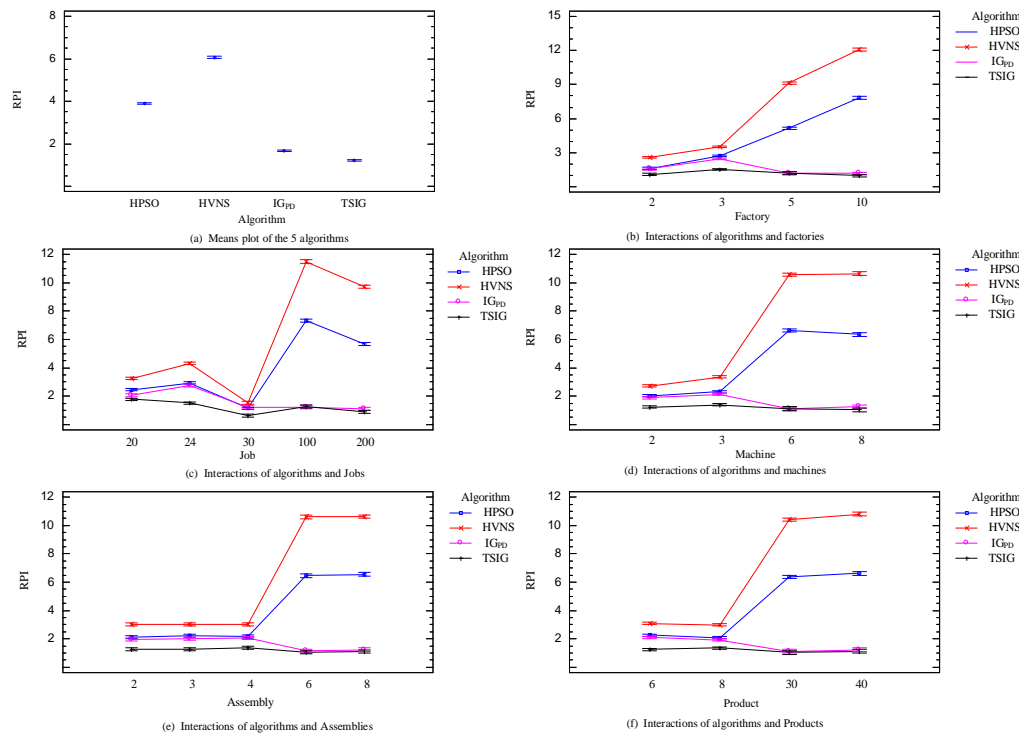 8
6
4
2
RPI
HPSO
HVNS
IGPD
TSIG
Algorithm
(a) Means plot of the 5 algorithms
15
12
9
6
3
RPI
2
3
5
10
Factory
Algorithm
HPSO
HVNS
IGPD
TSIG
(b) Interactions of algorithms and factories
12
10
8
6
4
2
RPI
20
24
30
100
200
Job
Algorithm
HPSO
HVNS
IGPD
TSIG
(c) Interactions of algorithms and Jobs
12
10
8
6
4
2
RPI
2
3
6
8
Machine
Algorithm
HPSO
HVNS
IGPD
TSIG
(d) Interactions of algorithms and machines
12
10
8
6
4
2
RPI
2
3
4
6
8
Assembly
Algorithm
HPSO
HVNS
IGPD
TSIG
(e) Interactions of algorithms and Assemblies
12
10
8
6
4
2
RPI
6
8
30
40
Product
Algorithm
HPSO
HVNS
IGPD
TSIG
(f) Interactions of algorithms and Products